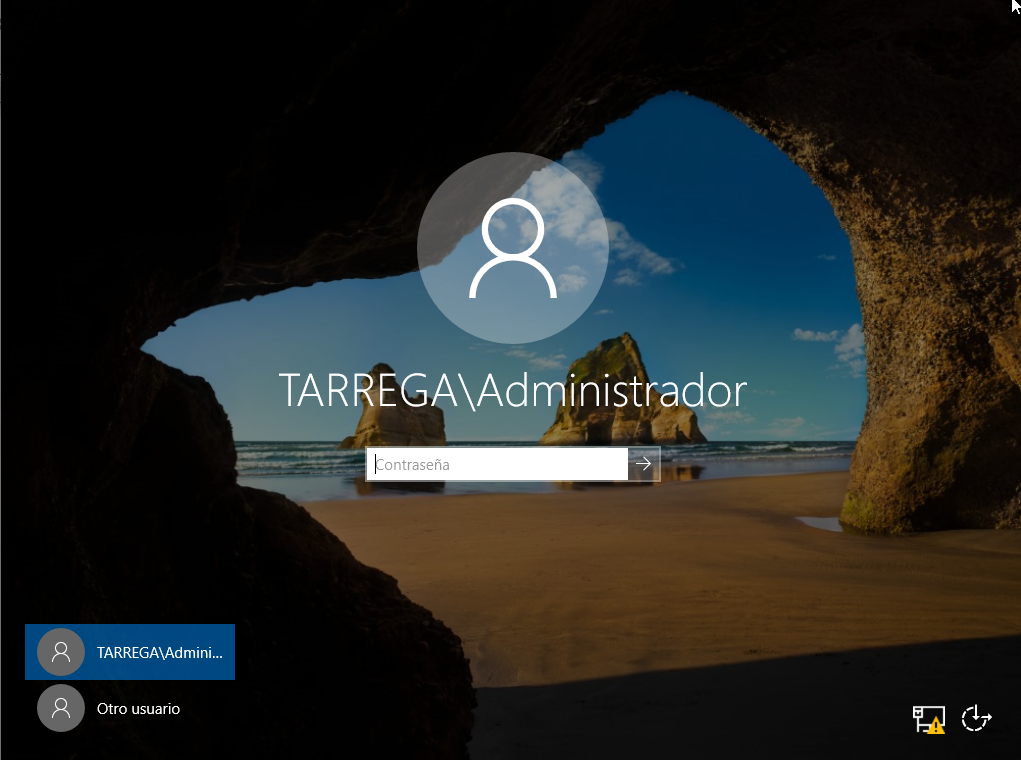 TARREGA\Administrador
Contraseña
TARREGA\Admini...
Otro usuario